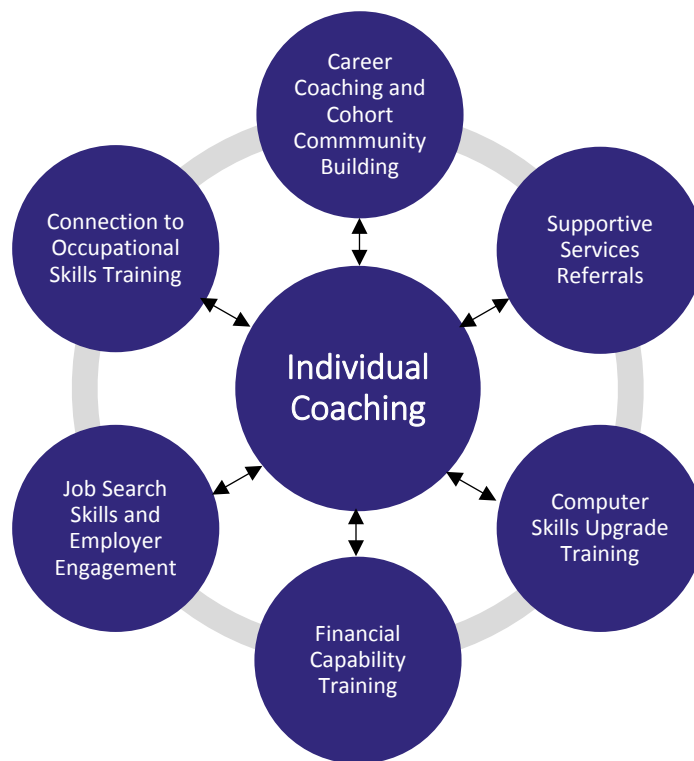 Career
Coaching and
Cohort
Commmunity
Building
Connection to
Occupational
Skills Training
Supportive
Services
Referrals
Individual
Coaching
Job Search
Skills and
Employer
Engagement
Computer
Skills Upgrade
Training
Financial
Capability
Training